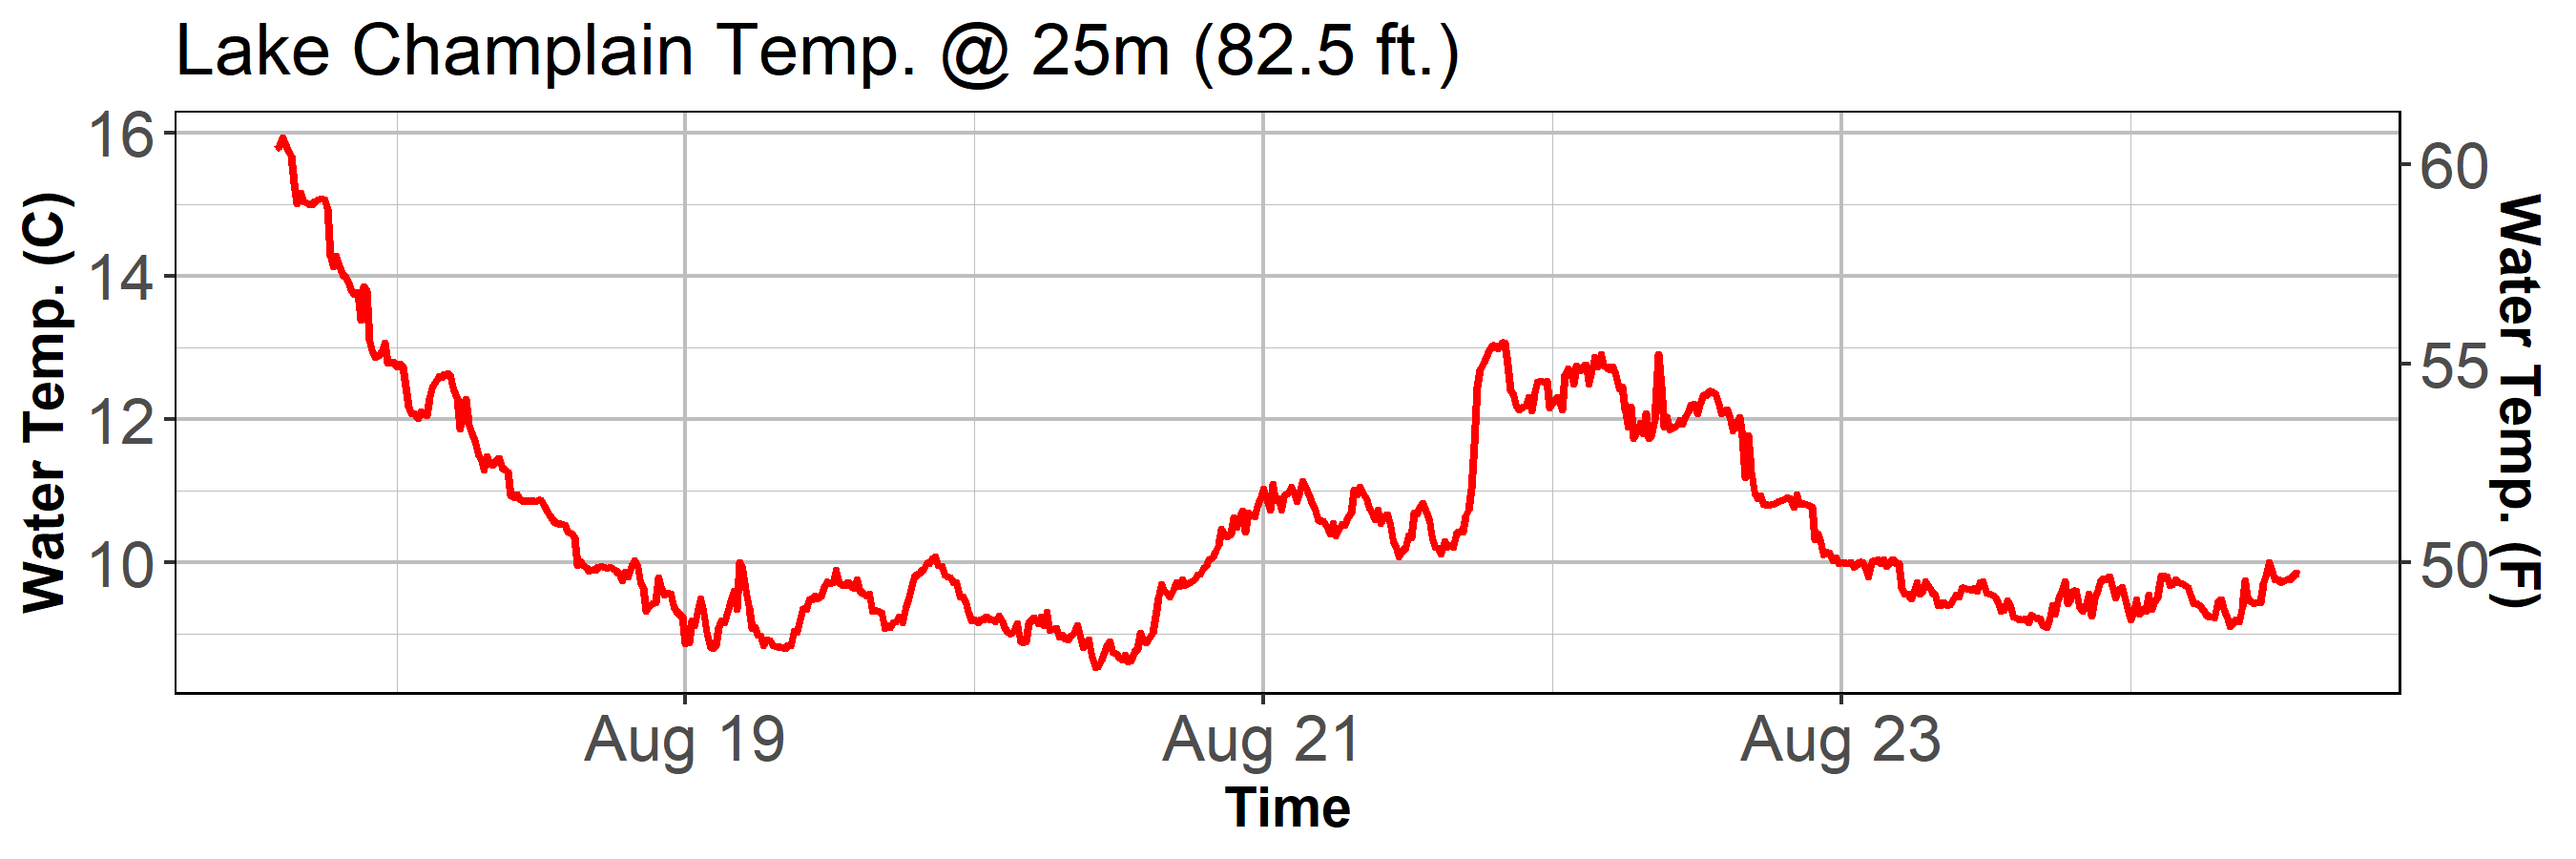 Lake Champlain Temp. @ 25m (82.5 ft.)
Water Temp. (C)
16
14
12
10
60
55
50
Water Temp. (F)
Aug 19
Aug 21
Aug 23
Time